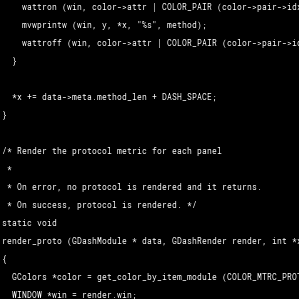 wattron (win, color->attr | COLOR_PAIR (color->pair->idx
mvwprintw (win, y, *x, "%s", method);
wattroff (win, color->attr | COLOR_PAIR (color->pair->id
}
*x += data->meta.method_len + DASH_SPACE;
}
/* Render the protocol metric for each panel
*
* On error, no protocol is rendered and it returns.
* On success, protocol is rendered. */
static void
render_proto (GDashModule * data, GDashRender render, int *x
{
GColors *color = get_color_by_item_module (COLOR_MTRC_PROT
WINDOW *win = render.win;